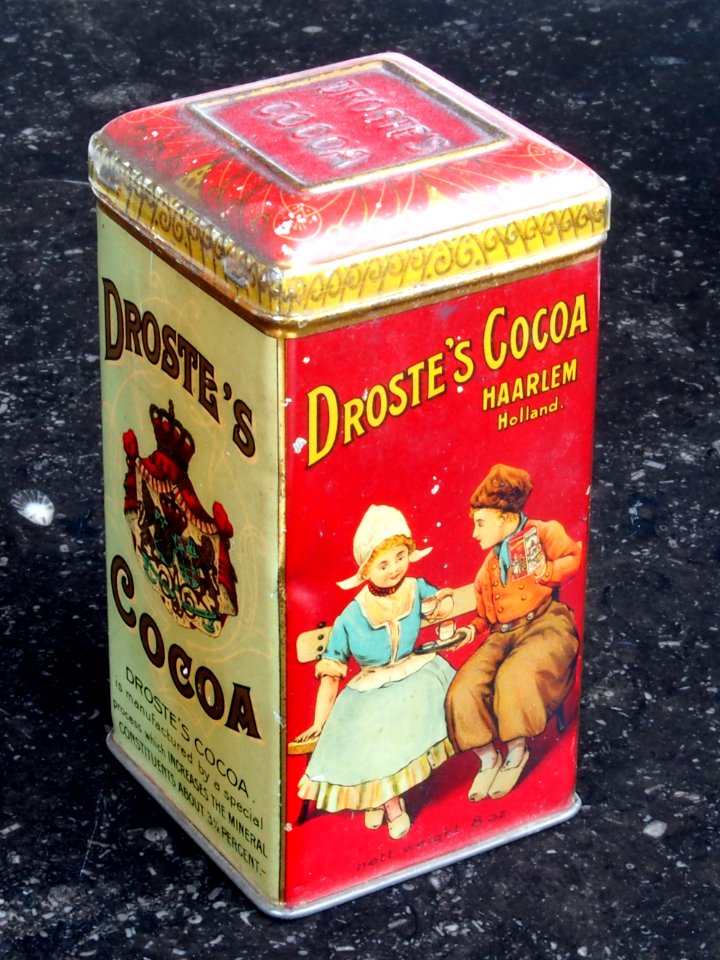 DROSTE'S
COCOA
DROSTE'S COCOA
HAARLEM
Holland.
nett weight 8 oz.
DROSTE'S
COCOA
DROSTE'S COCOA
is manufactured by a special
process which INCREASES THE MINERAL
CONSTITUENTS ABOUT 3½ PERCENT.-